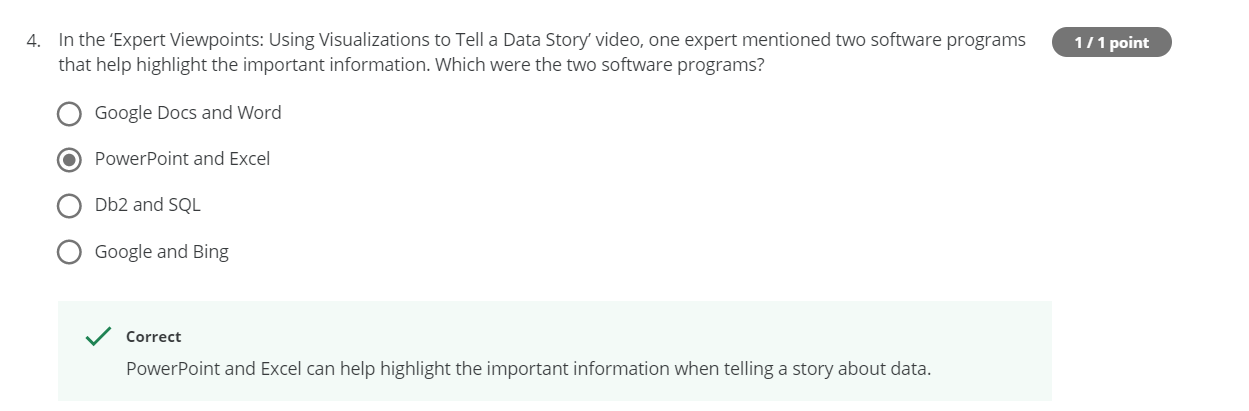 4. In the ‘Expert Viewpoints: Using Visualizations to Tell a Data Story’ video, one expert mentioned two software programs
1 / 1 point
that help highlight the important information. Which were the two software programs?
Google Docs and Word
PowerPoint and Excel
Db2 and SQL
Google and Bing
Correct
PowerPoint and Excel can help highlight the important information when telling a story about data.